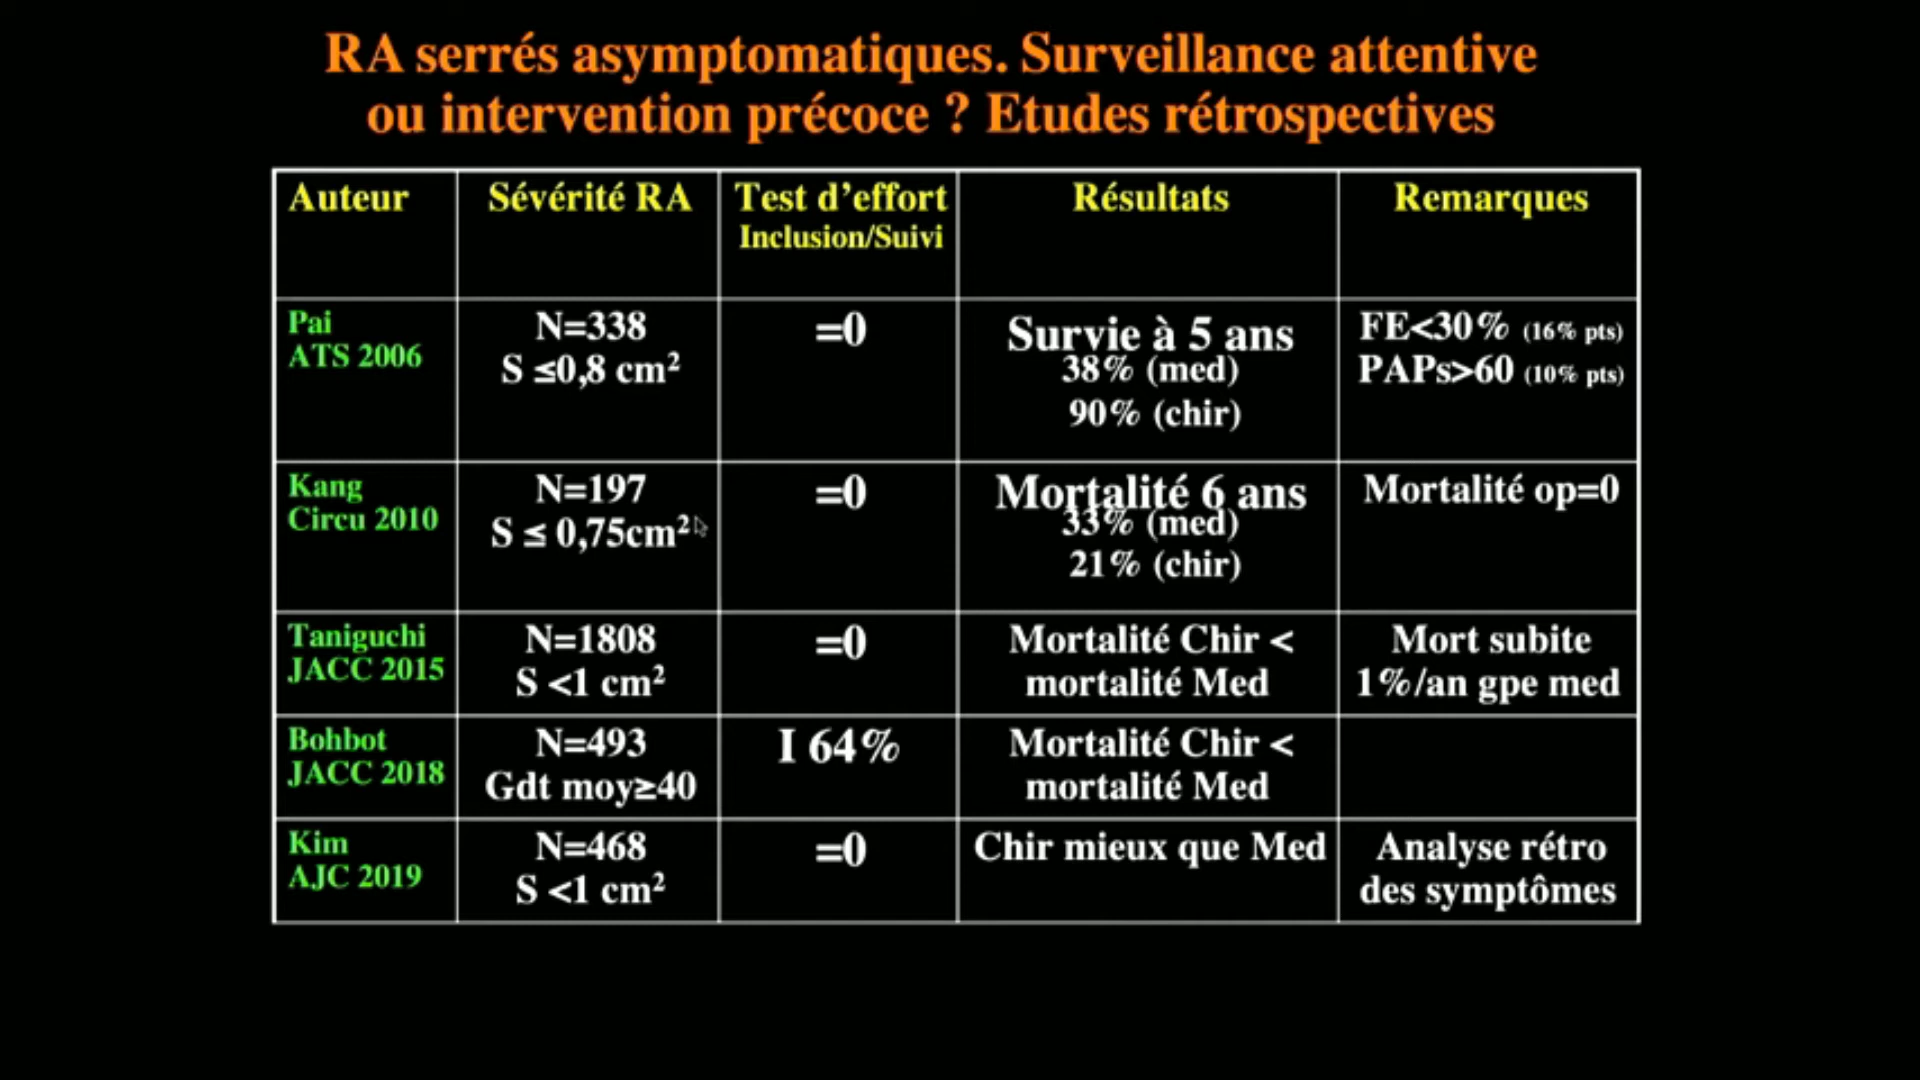 RA serrés asymptomatiques. Surveillance attentive
ou intervention précoce ? Etudes rétrospectives
Auteur
Sévérité RA
Test d’effort
Inclusion/Suivi
Résultats
Remarques
Pai
ATS 2006
N=338
S ≤0,8 cm²
=0
Survie à 5 ans
38% (med)
90% (chir)
FE<30% (16% pts)
PAPs>60 (10% pts)
Kang
Circu 2010
N=197
S ≤ 0,75cm²
=0
Mortalité 6 ans
33% (med)
21% (chir)
Mortalité op=0
Taniguchi
JACC 2015
N=1808
S <1 cm²
=0
Mortalité Chir <
mortalité Med
Mort subite
1%/an gpe med
Bohbot
JACC 2018
N=493
Gdt moy≥40
I 64%
Mortalité Chir <
mortalité Med
Kim
AJC 2019
N=468
S <1 cm²
=0
Chir mieux que Med
Analyse rétro
des symptômes